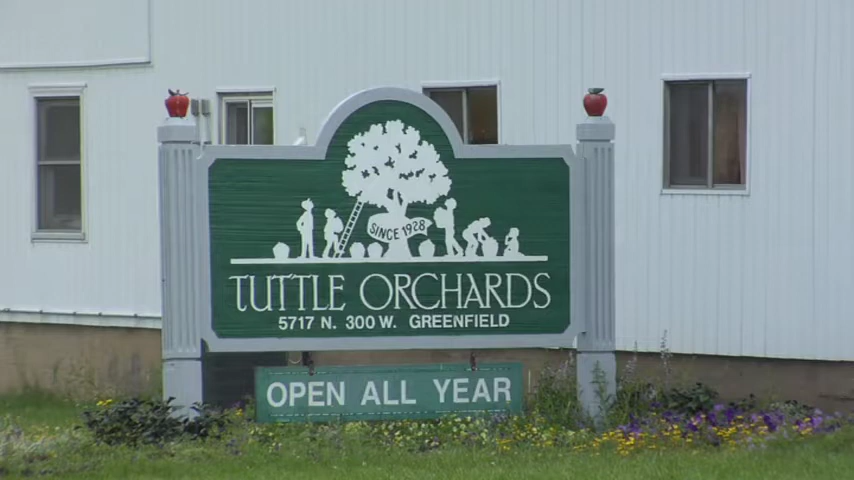 SINCE 1928
TUTTLE ORCHARDS
5717 N. 300 W. GREENFIELD
OPEN ALL YEAR